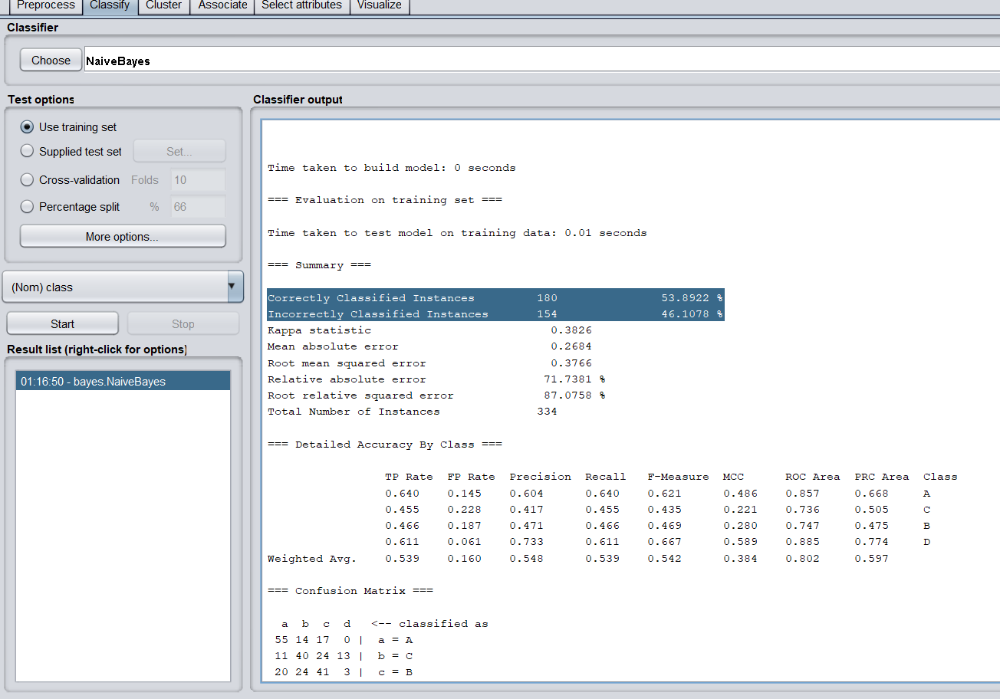 Preprocess Classify Cluster Associate Select attributes Visualize
Classifier
Choose NaiveBayes
Test options
Use training set
Supplied test set Set...
Cross-validation Folds 10
Percentage split % 66
More options...
(Nom) class
Start Stop
Result list (right-click for options)
01:16:50 - bayes.NaiveBayes
Classifier output
Time taken to build model: 0 seconds
=== Evaluation on training set ===
Time taken to test model on training data: 0.01 seconds
=== Summary ===
Correctly Classified Instances 180 53.8922 %
Incorrectly Classified Instances 154 46.1078 %
Kappa statistic 0.3826
Mean absolute error 0.2684
Root mean squared error 0.3766
Relative absolute error 71.7381 %
Root relative squared error 87.0758 %
Total Number of Instances 334
=== Detailed Accuracy By Class ===
TP Rate FP Rate Precision Recall F-Measure MCC ROC Area PRC Area Class
0.640 0.145 0.604 0.640 0.621 0.486 0.857 0.668 A
0.455 0.228 0.417 0.455 0.435 0.221 0.736 0.505 C
0.466 0.187 0.471 0.466 0.469 0.280 0.747 0.475 B
0.611 0.061 0.733 0.611 0.667 0.589 0.885 0.774 D
Weighted Avg. 0.539 0.160 0.548 0.539 0.542 0.384 0.802 0.597
=== Confusion Matrix ===
a b c d <-- classified as
55 14 17 0 | a = A
11 40 24 13 | b = C
20 24 41 3 | c = B